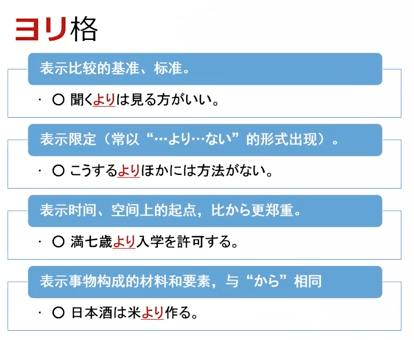 ヨリ格
表示比较的基准、标准。
· 〇 聞くよりは見る方がいい。
表示限定（常以“…より…ない”的形式出现）。
· 〇 こうするよりほかには方法がない。
表示时间、空间上的起点，比から更郑重。
· 〇 満七歳より入学を許可する。
表示事物构成的材料和要素，与“から”相同
· 〇 日本酒は米より作る。